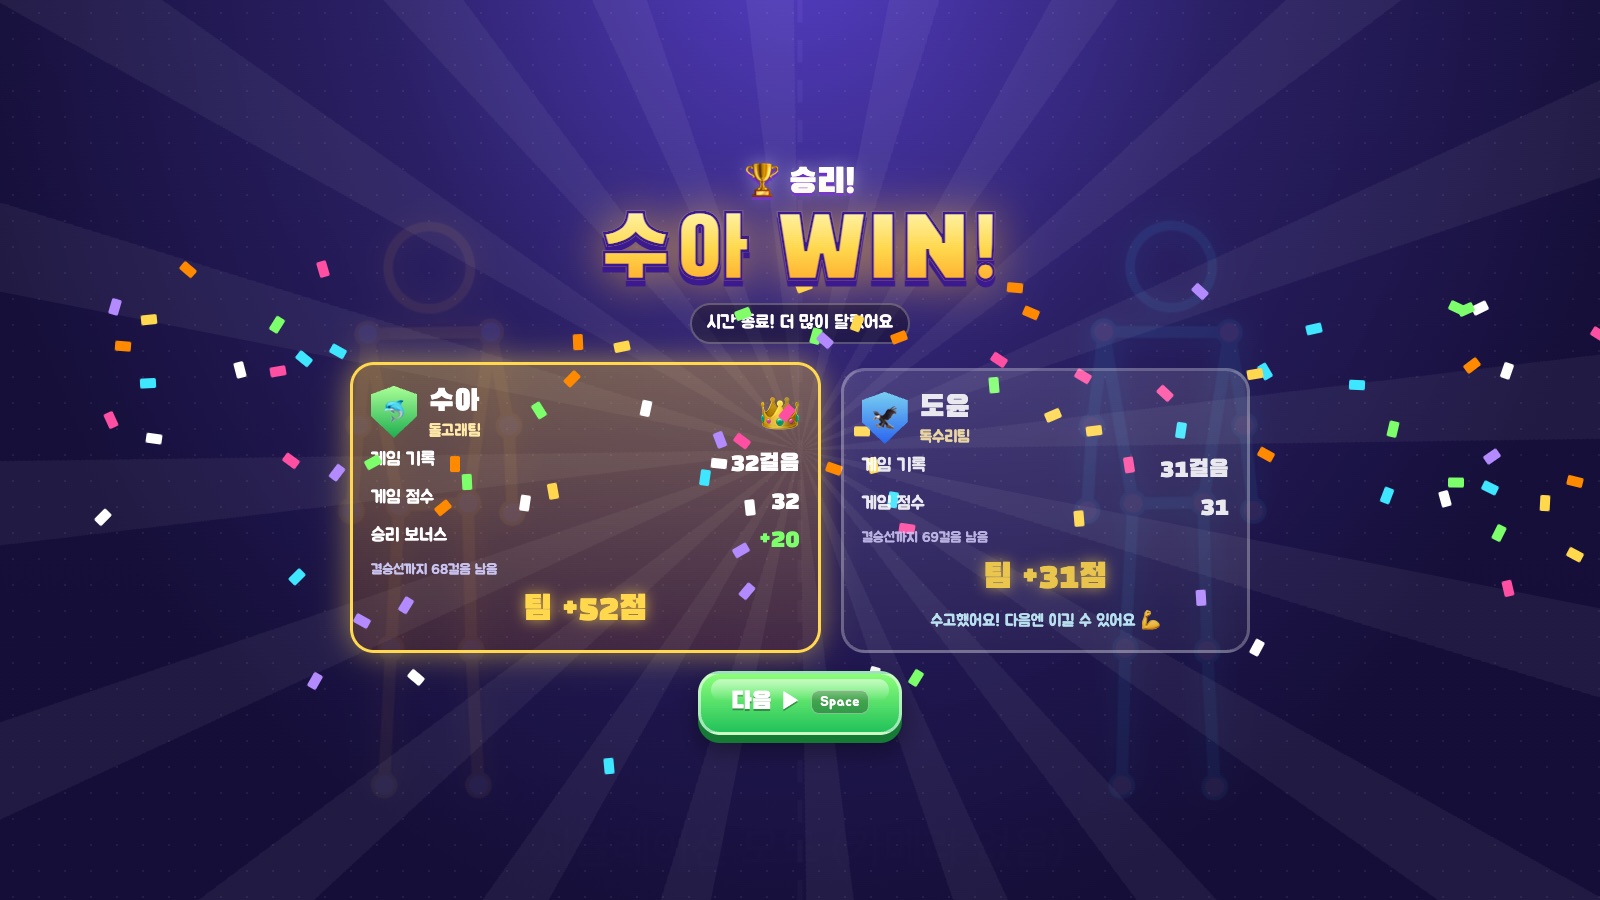 승리!
수아 WIN!
시간 종료! 더 많이 달렸어요
수아
돌고래팀
게임 기록
32걸음
게임 점수
32
승리 보너스
+20
결승선까지 68걸음 남음
팀 +52점
도윤
독수리팀
게임 기록
31걸음
게임 점수
31
결승선까지 69걸음 남음
팀 +31점
수고했어요! 다음엔 이길 수 있어요
다음 ▶ Space